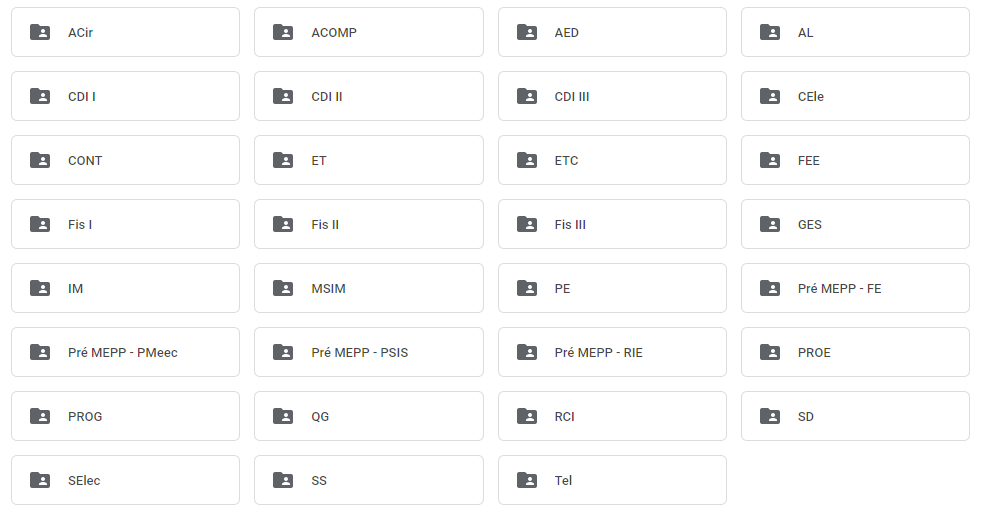 ACir
ACOMP
AED
AL
CDI I
CDI II
CDI III
CEle
CONT
ET
ETC
FEE
Fis I
Fis II
Fis III
GES
IM
MSIM
PE
Pré MEPP - FE
Pré MEPP - PMeec
Pré MEPP - PSIS
Pré MEPP - RIE
PROE
PROG
QG
RCI
SD
SElec
SS
Tel